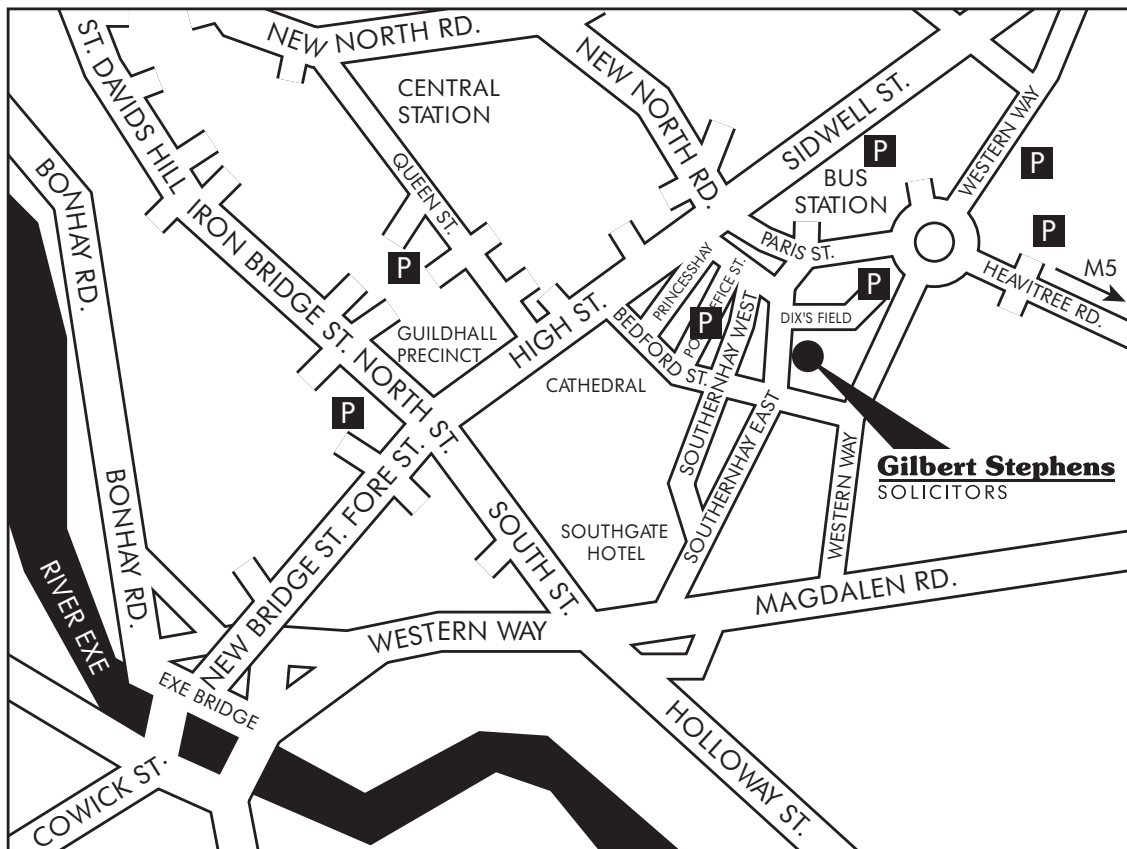 NEW NORTH RD.
ST. DAVIDS HILL
CENTRAL
STATION
NEW NORTH RD.
SIDWELL ST.
WESTERN WAY
P
P
BUS
STATION
BONHAY RD.
QUEEN ST.
IRON BRIDGE ST.
P
PARIS ST.
P
M5
HEAVITREE RD.
PRINCESSHAY
POST OFFICE ST.
P
P
DIX'S FIELD
GUILDHALL
PRECINCT
HIGH ST.
BEDFORD ST.
SOUTHERNHAY WEST
CATHEDRAL
NORTH ST.
P
SOUTHERNHAY EAST
Gilbert Stephens
SOLICITORS
FORE ST.
BONHAY RD.
SOUTH ST.
SOUTHGATE
HOTEL
WESTERN WAY
MAGDALEN RD.
NEW BRIDGE ST.
WESTERN WAY
RIVER EXE
EXE BRIDGE
COWICK ST.
HOLLOWAY ST.